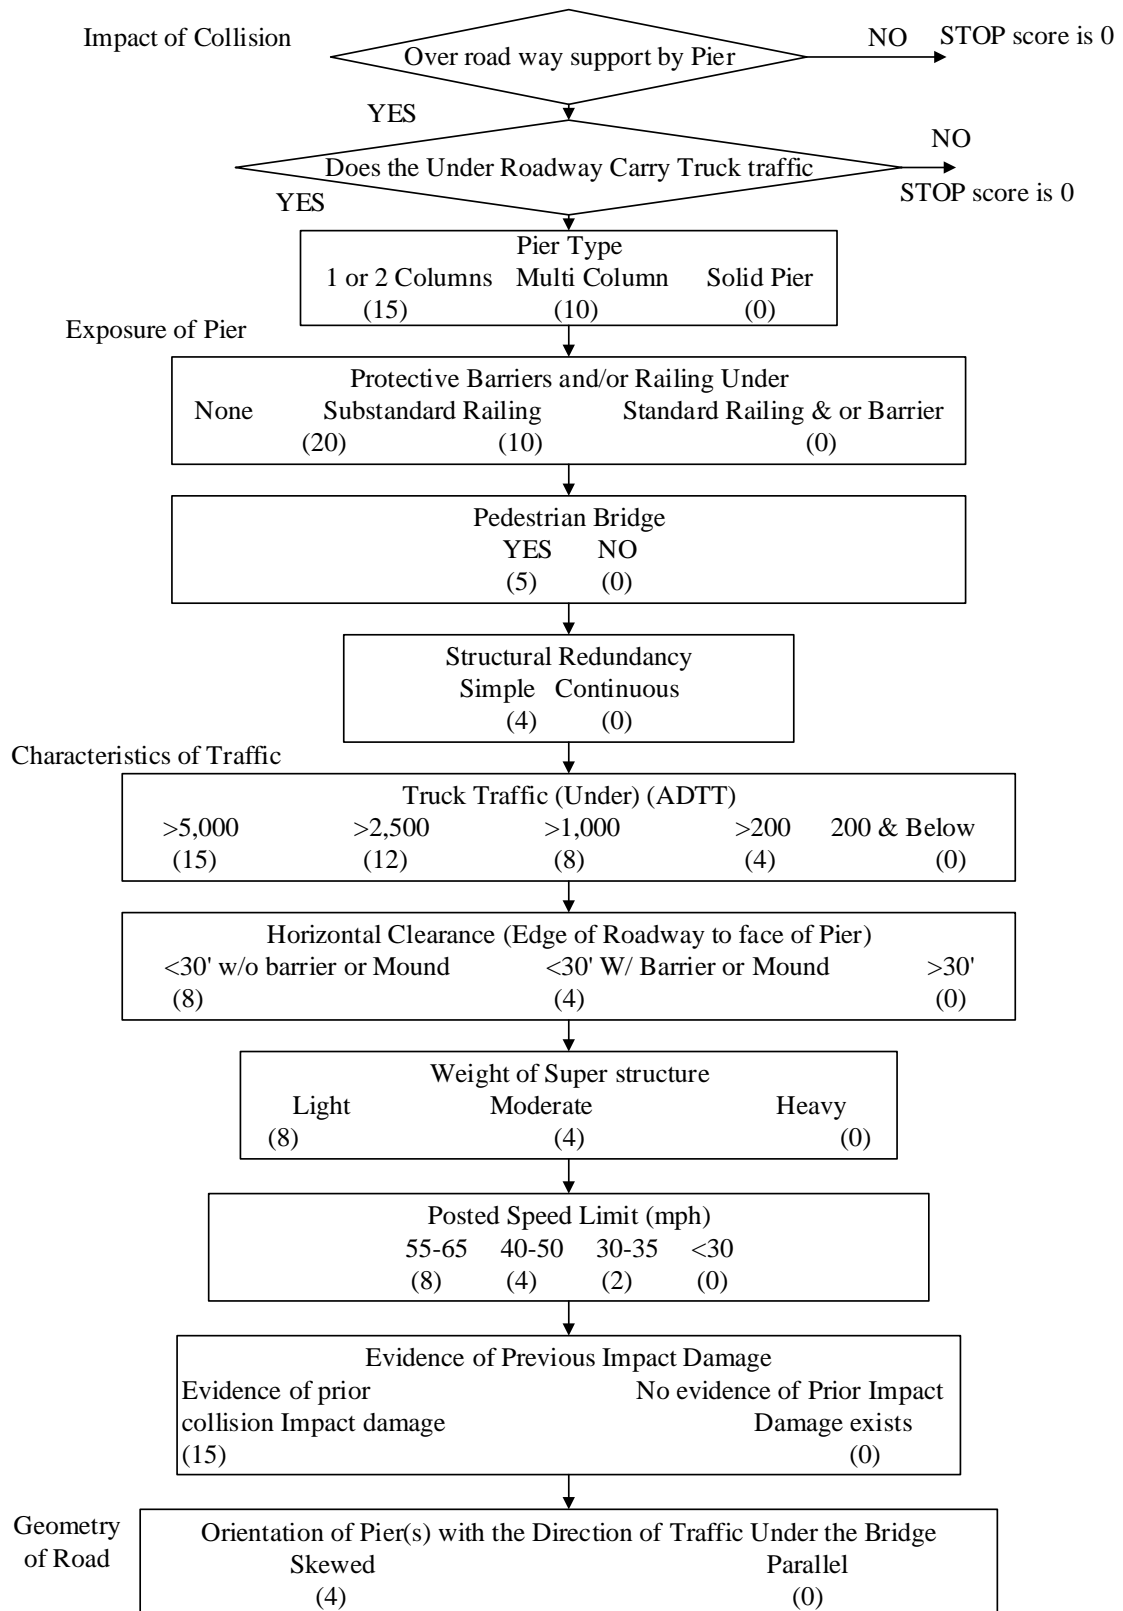 Impact of Collision
Over road way support by Pier
NO
STOP score is 0
YES
Does the Under Roadway Carry Truck traffic
NO
STOP score is 0
YES
Pier Type
1 or 2 Columns Multi Column Solid Pier
(15) (10) (0)
Exposure of Pier
Protective Barriers and/or Railing Under
None Substandard Railing Standard Railing & or Barrier
(20) (10) (0)
Pedestrian Bridge
YES NO
(5) (0)
Structural Redundancy
Simple Continuous
(4) (0)
Characteristics of Traffic
Truck Traffic (Under) (ADTT)
>5,000 >2,500 >1,000 >200 200 & Below
(15) (12) (8) (4) (0)
Horizontal Clearance (Edge of Roadway to face of Pier)
<30' w/o barrier or Mound <30' W/ Barrier or Mound >30'
(8) (4) (0)
Weight of Super structure
Light Moderate Heavy
(8) (4) (0)
Posted Speed Limit (mph)
55-65 40-50 30-35 <30
(8) (4) (2) (0)
Evidence of Previous Impact Damage
Evidence of prior No evidence of Prior Impact
collision Impact damage Damage exists
(15) (0)
Geometry
of Road
Orientation of Pier(s) with the Direction of Traffic Under the Bridge
Skewed Parallel
(4) (0)